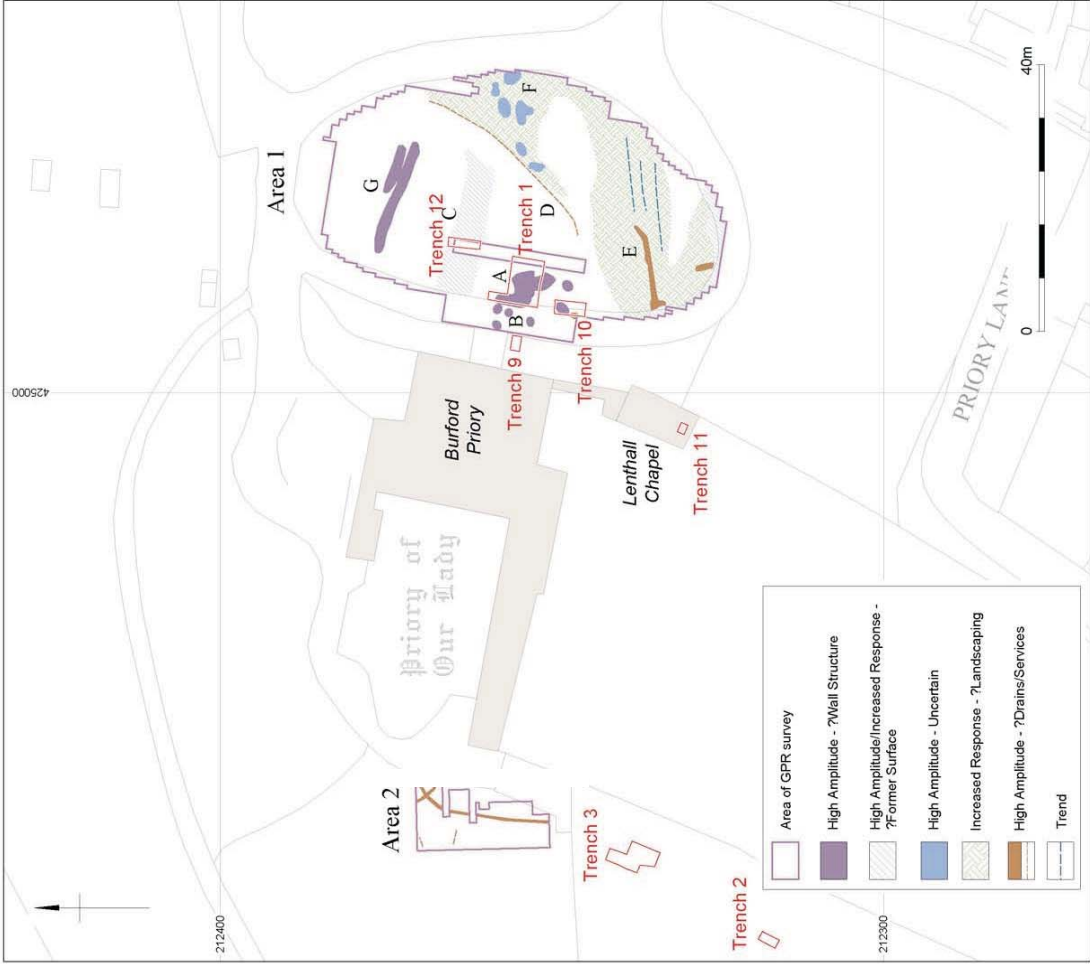 Area 1
G
Trench 12
C
Trench 1
D
F
A
B
E
Trench 9
Trench 10
Burford
Priory
Lenthall
Chapel
Trench 11
Priory of
Our Lady
425000
212400
212300
Area 2
Trench 3
Trench 2
PRIORY LANE
0
40m
Area of GPR survey
High Amplitude - ?Wall Structure
High Amplitude/Increased Response -
?Former Surface
High Amplitude - Uncertain
Increased Response - ?Landscaping
High Amplitude - ?Drains/Services
Trend